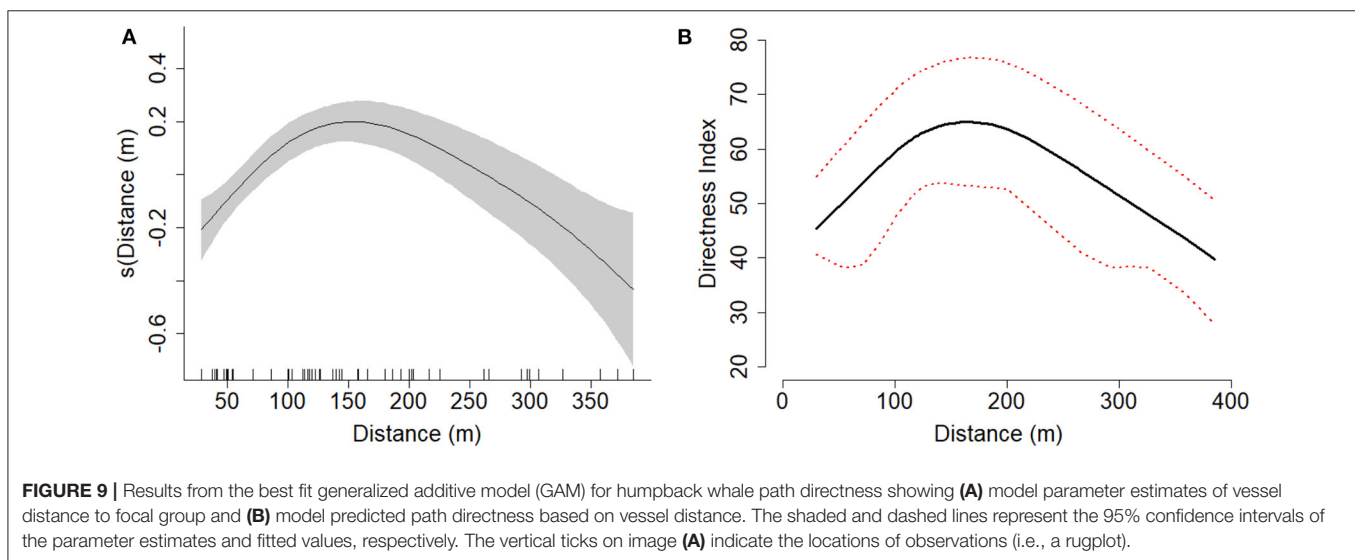 A
B
s(Distance (m)
0.4
0.2
-0.2
-0.6
50 100 150 200 250 300 350
Distance (m)
Directness Index
80
70
60
50
40
30
20
0 100 200 300 400
Distance (m)
FIGURE 9 | Results from the best fit generalized additive model (GAM) for humpback whale path directness showing (A) model parameter estimates of vessel
distance to focal group and (B) model predicted path directness based on vessel distance. The shaded and dashed lines represent the 95% confidence intervals of
the parameter estimates and fitted values, respectively. The vertical ticks on image (A) indicate the locations of observations (i.e., a rugplot).